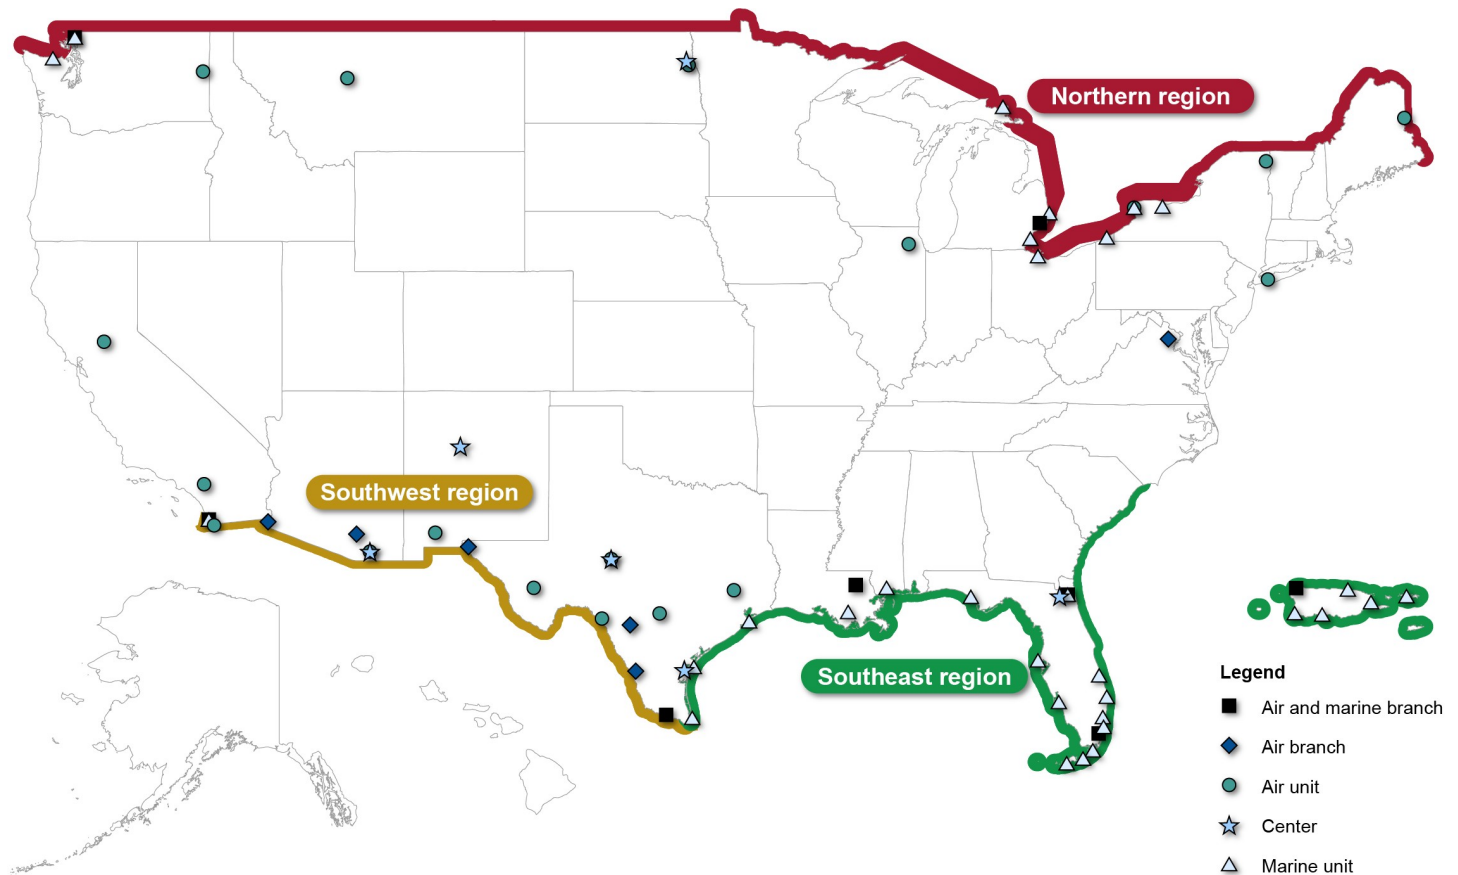 Northern region
Southwest region
Southeast region
Legend
Air and marine branch
Air branch
Air unit
Center
Marine unit